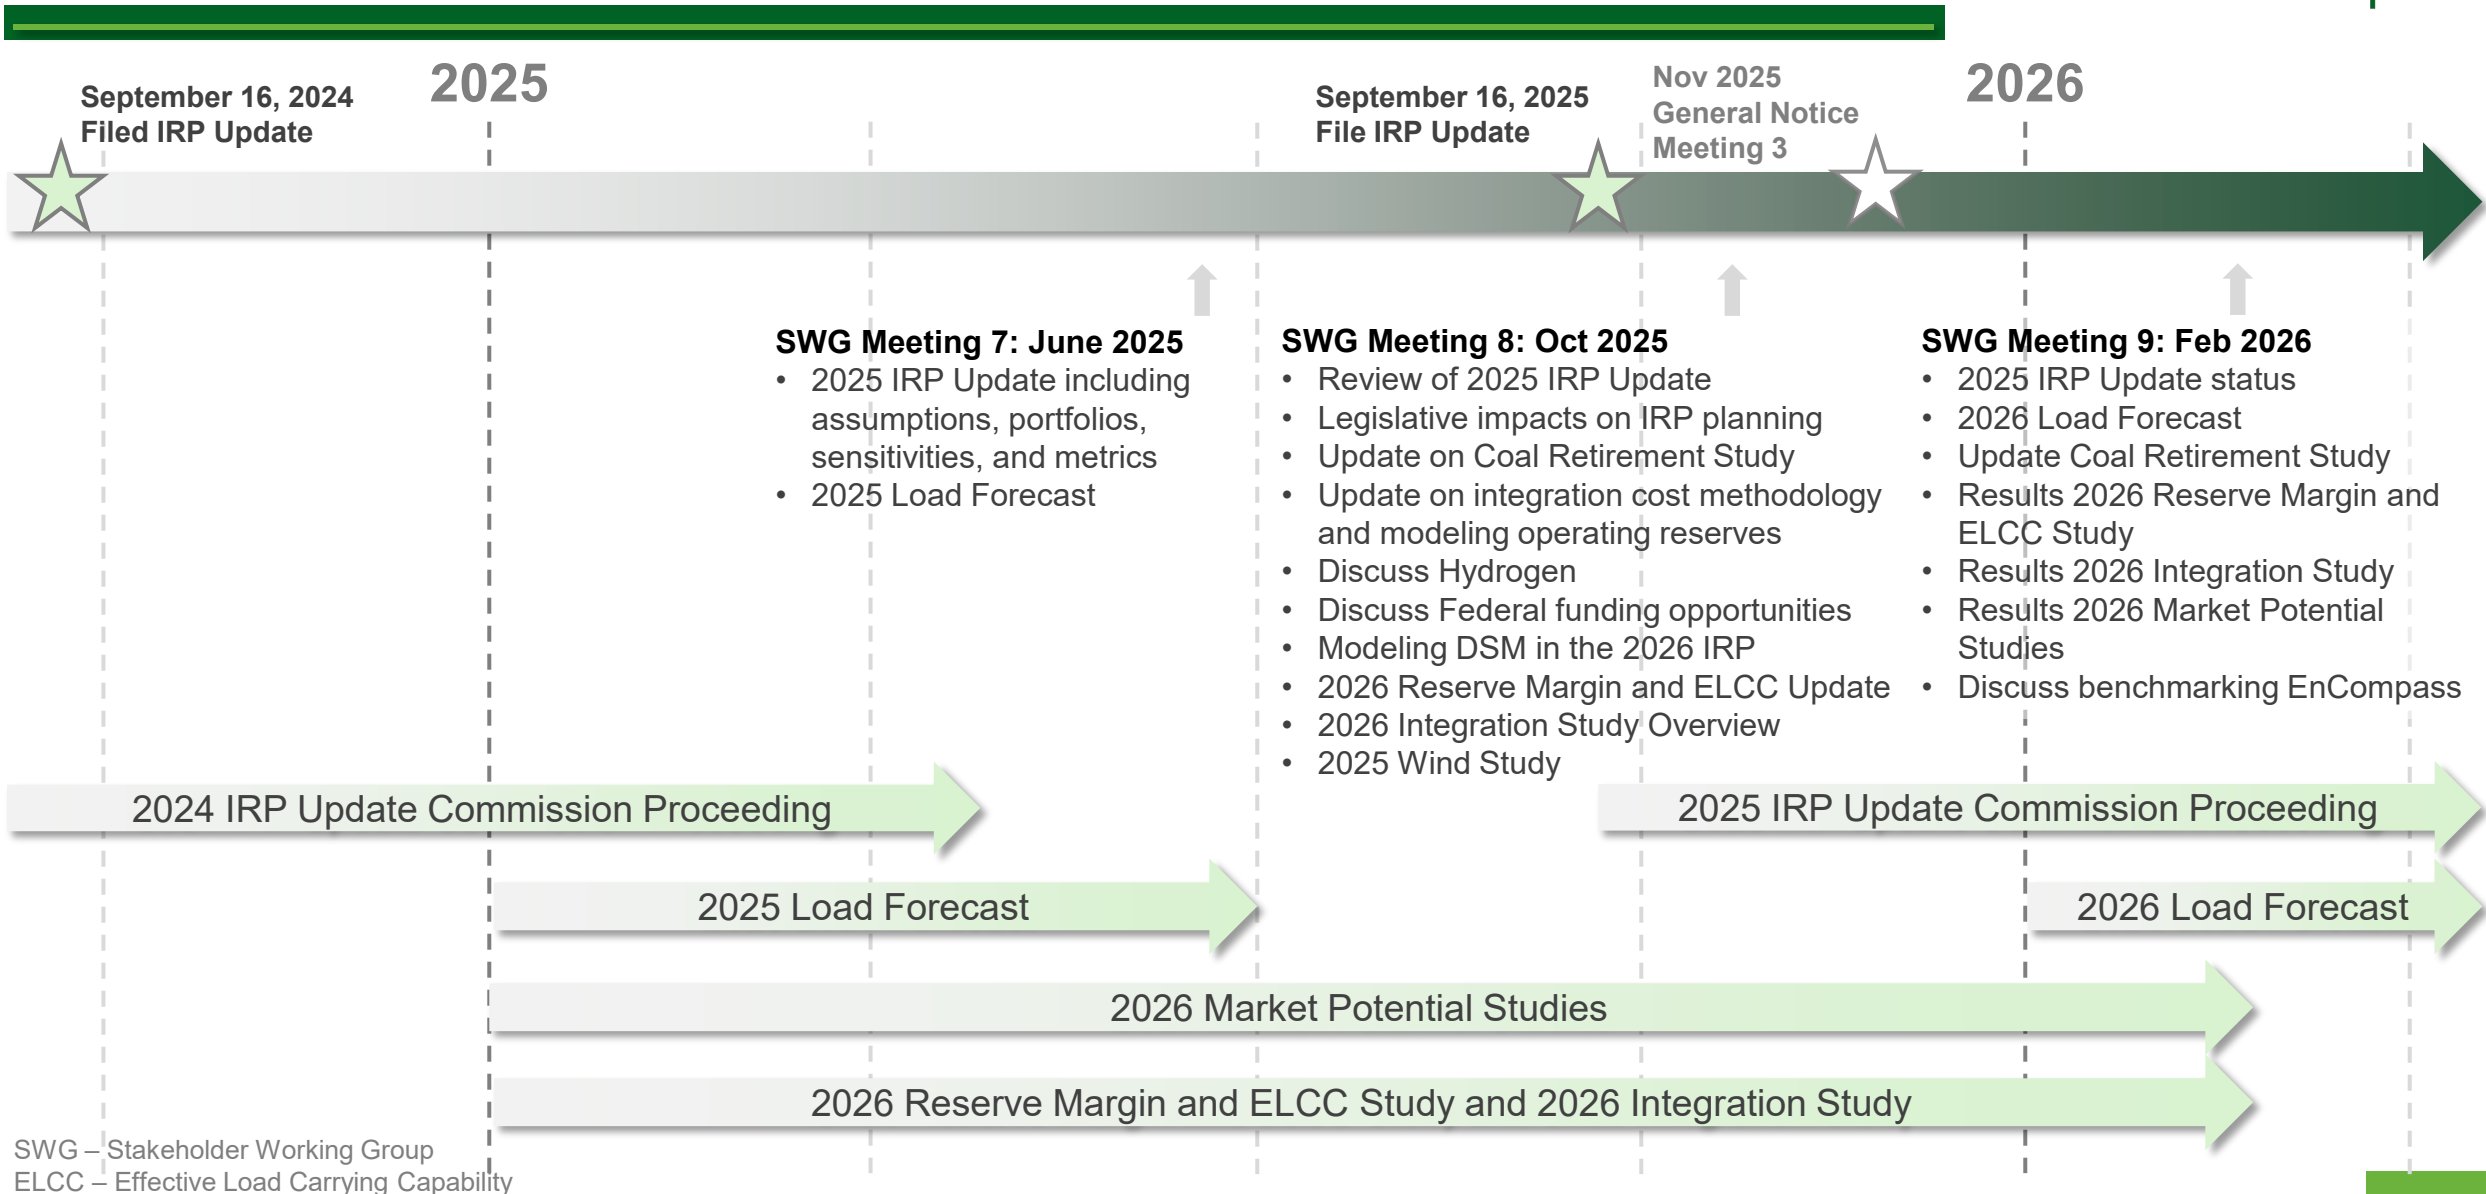 September 16, 2024
Filed IRP Update
2025
September 16, 2025
File IRP Update
Nov 2025
General Notice
Meeting 3
2026
SWG Meeting 7: June 2025
• 2025 IRP Update including
assumptions, portfolios,
sensitivities, and metrics
• 2025 Load Forecast
SWG Meeting 8: Oct 2025
• Review of 2025 IRP Update
• Legislative impacts on IRP planning
• Update on Coal Retirement Study
• Update on integration cost methodology
and modeling operating reserves
• Discuss Hydrogen
• Discuss Federal funding opportunities
• Modeling DSM in the 2026 IRP
• 2026 Reserve Margin and ELCC Update
• 2026 Integration Study Overview
• 2025 Wind Study
SWG Meeting 9: Feb 2026
• 2025 IRP Update status
• 2026 Load Forecast
• Update Coal Retirement Study
• Results 2026 Reserve Margin and
ELCC Study
• Results 2026 Integration Study
• Results 2026 Market Potential
Studies
• Discuss benchmarking EnCompass
2024 IRP Update Commission Proceeding
2025 IRP Update Commission Proceeding
2025 Load Forecast
2026 Load Forecast
2026 Market Potential Studies
2026 Reserve Margin and ELCC Study and 2026 Integration Study
SWG – Stakeholder Working Group
ELCC – Effective Load Carrying Capability